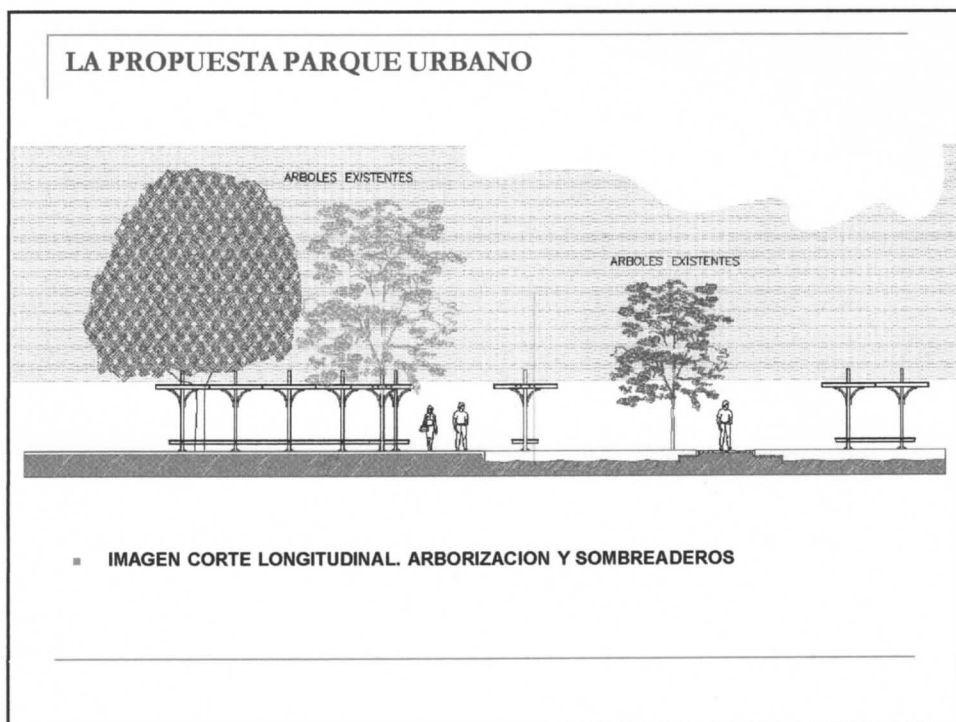 LA PROPUESTA PARQUE URBANO
ARBOLES EXISTENTES
ARBOLES EXISTENTES
IMAGEN CORTE LONGITUDINAL. ARBORIZACION Y SOMBREADEROS